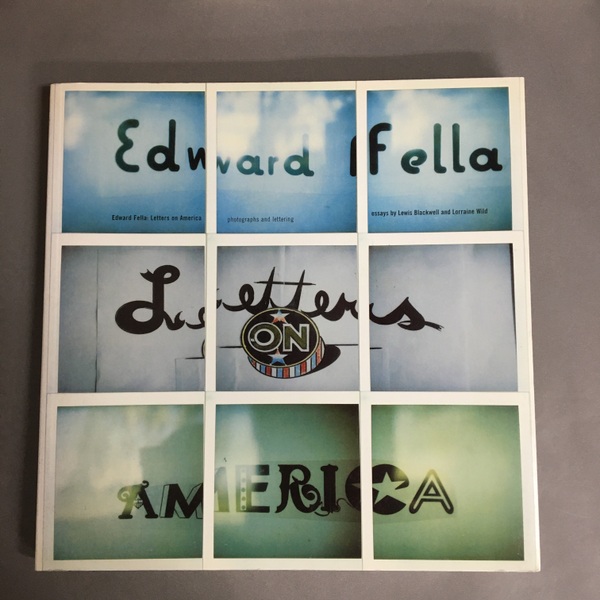 Edward Fella
Edward Fella: Letters on America photographs and lettering essays by Lewis Blackwell and Lorraine Wild
Letters
ON
AMERICA